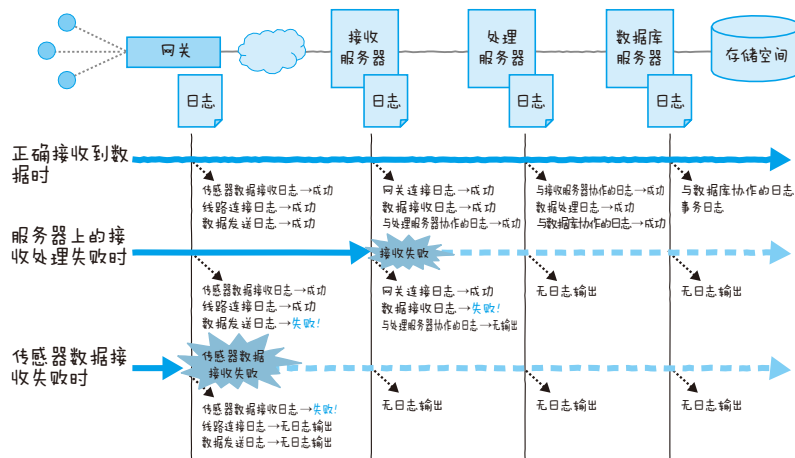 网关
接收
服务器
处理
服务器
数据库
服务器
存储空间
日志
日志
日志
日志
正确接收到数
据时
传感器数据接收日志→成功
线路连接日志→成功
数据发送日志→成功
网关连接日志→成功
数据接收日志→成功
与处理服务器协作的日志→成功
与接收服务器协作的日志→成功
数据处理日志→成功
与数据库协作的日志→成功
与数据库协作的日志
事务日志
服务器上的接
收处理失败时
接收失败
传感器数据接收日志→成功
线路连接日志→成功
数据发送日志→失败!
网关连接日志→成功
数据接收日志→失败!
与处理服务器协作的日志→无输出
无日志输出
无日志输出
传感器数据接
收失败时
传感器数据
接收失败
传感器数据接收日志→失败!
线路连接日志→无日志输出
数据发送日志→无日志输出
无日志输出
无日志输出
无日志输出